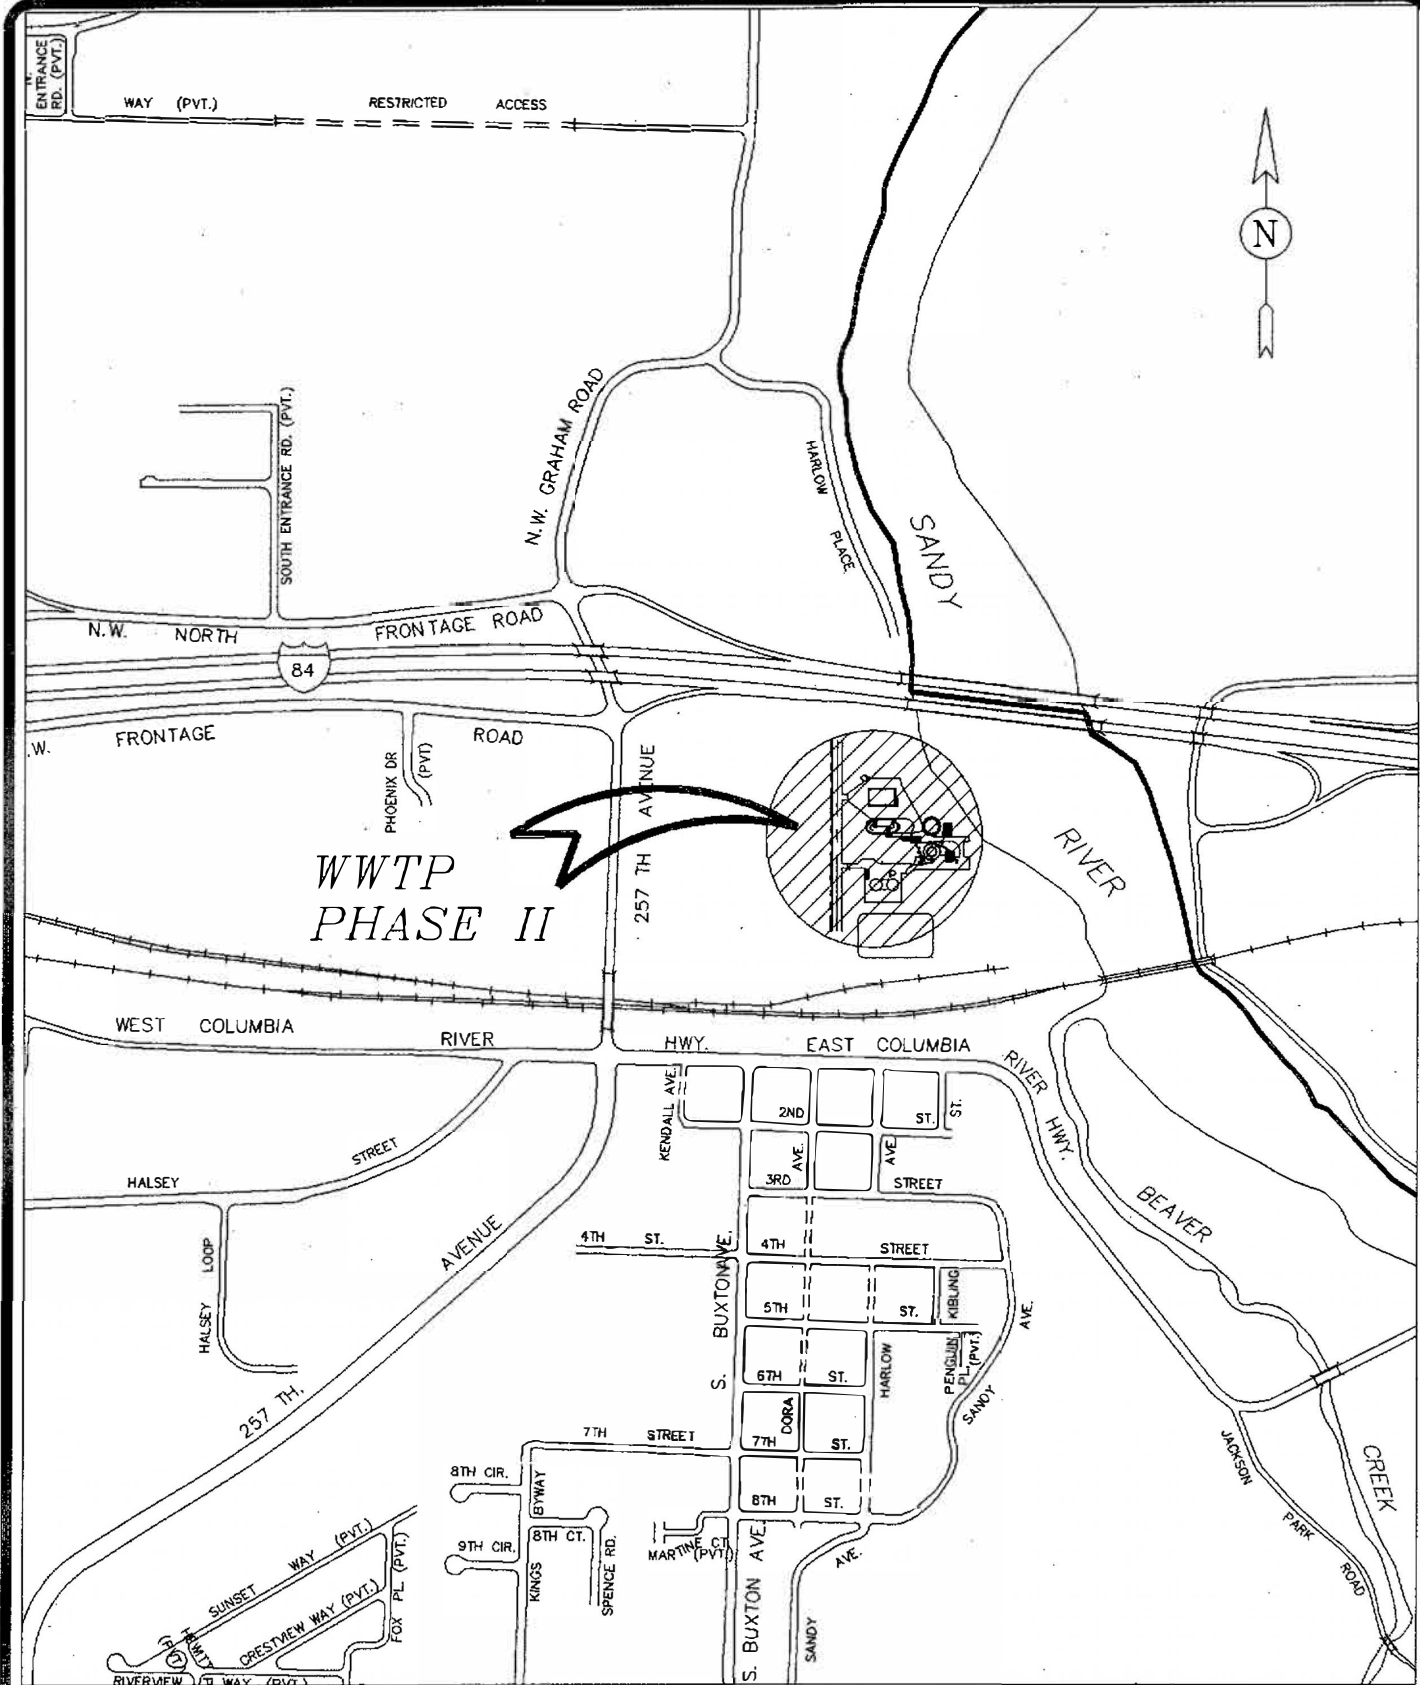 N.
ENTRANCE
RD. (PVT.)
WAY (PVT.)
RESTRICTED ACCESS
N
SOUTH ENTRANCE RD. (PVT.)
N.W. GRAHAM ROAD
HARLOW
PLACE
SANDY
N.W. NORTH
FRONTAGE ROAD
84
.W.
FRONTAGE
ROAD
PHOENIX DR
(PVT)
257 TH AVENUE
RIVER
WWTP
PHASE II
WEST COLUMBIA
RIVER
HWY.
EAST COLUMBIA
RIVER
HWY.
KENDALL AVE.
2ND
ST.
ST.
AVE.
AVE.
3RD
STREET
HALSEY
STREET
BEAVER
LOOP
HALSEY
AVENUE
257 TH.
4TH ST.
4TH
STREET
S. BUXTON AVE.
5TH
ST.
KIBLING
AVE.
6TH
ST.
HARLOW
PENGUIN
PL.
(PVT.)
SANDY
DORA
7TH STREET
77H
ST.
8TH CIR.
BYWAY
8TH
ST.
JACKSON
CREEK
PARK
ROAD
9TH CIR.
8TH CT.
KINGS
SPENCE RD.
MARTINE CT
(PVT.)
S. BUXTON AVE.
AVE.
SANDY
SUNSET WAY (PVT.)
CRESTVIEW WAY (PVT.)
FOX PL (PVT.)
HEWITT
(PVT
RIVERVIEW
WAY (PVT.)